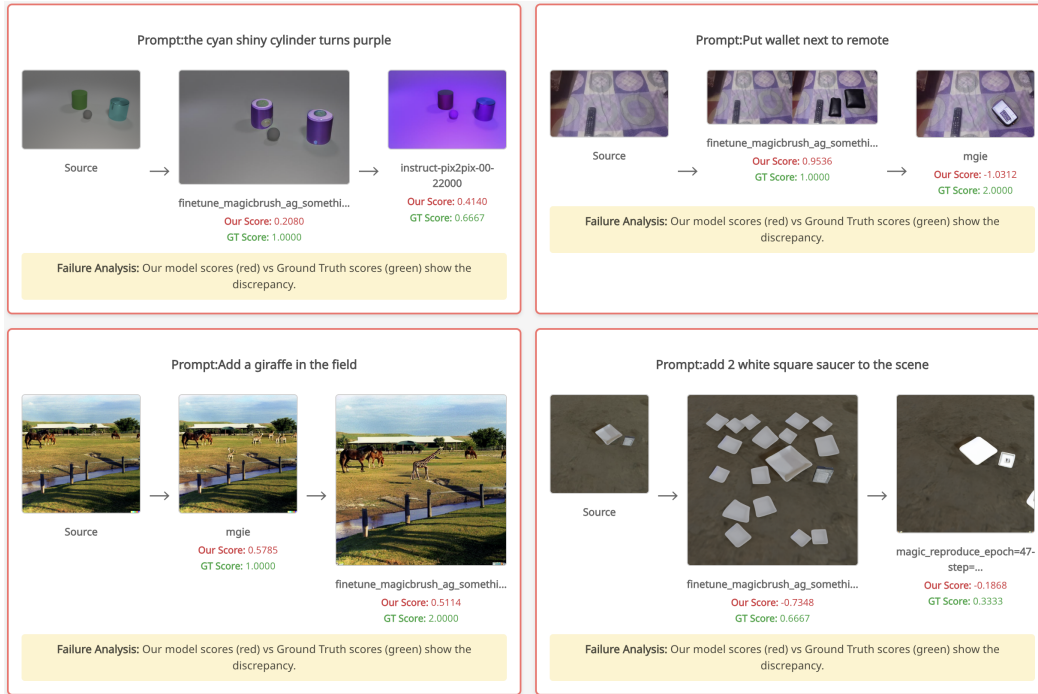 Prompt:the cyan shiny cylinder turns purple
Source
finetune_magicbrush_ag_somethi...
Our Score: 0.2080
GT Score: 1.0000
instruct-pix2pix-00-
22000
Our Score: 0.4140
GT Score: 0.6667
Failure Analysis: Our model scores (red) vs Ground Truth scores (green) show the
discrepancy.
Prompt:Put wallet next to remote
Source
finetune_magicbrush_ag_somethi...
Our Score: 0.9536
GT Score: 1.0000
mgie
Our Score: -1.0312
GT Score: 2.0000
Failure Analysis: Our model scores (red) vs Ground Truth scores (green) show the
discrepancy.
Prompt:Add a giraffe in the field
Source
mgie
Our Score: 0.5785
GT Score: 1.0000
finetune_magicbrush_ag_somethi...
Our Score: 0.5114
GT Score: 2.0000
Failure Analysis: Our model scores (red) vs Ground Truth scores (green) show the
discrepancy.
Prompt:add 2 white square saucer to the scene
Source
finetune_magicbrush_ag_somethi...
Our Score: -0.7348
GT Score: 0.6667
magic_reproduce_epoch=47-
step=...
Our Score: -0.1868
GT Score: 0.3333
Failure Analysis: Our model scores (red) vs Ground Truth scores (green) show the
discrepancy.